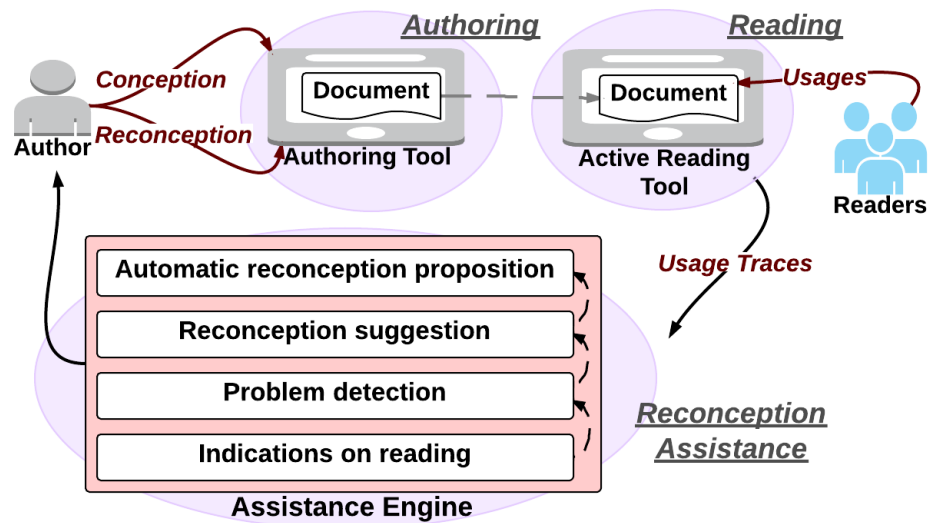 Authoring
Reading
Conception
Document
Document
Usages
Reconception
Author
Authoring Tool
Active Reading
Tool
Readers
Usage Traces
Automatic reconception proposition
Reconception suggestion
Problem detection
Indications on reading
Reconception
Assistance
Assistance Engine